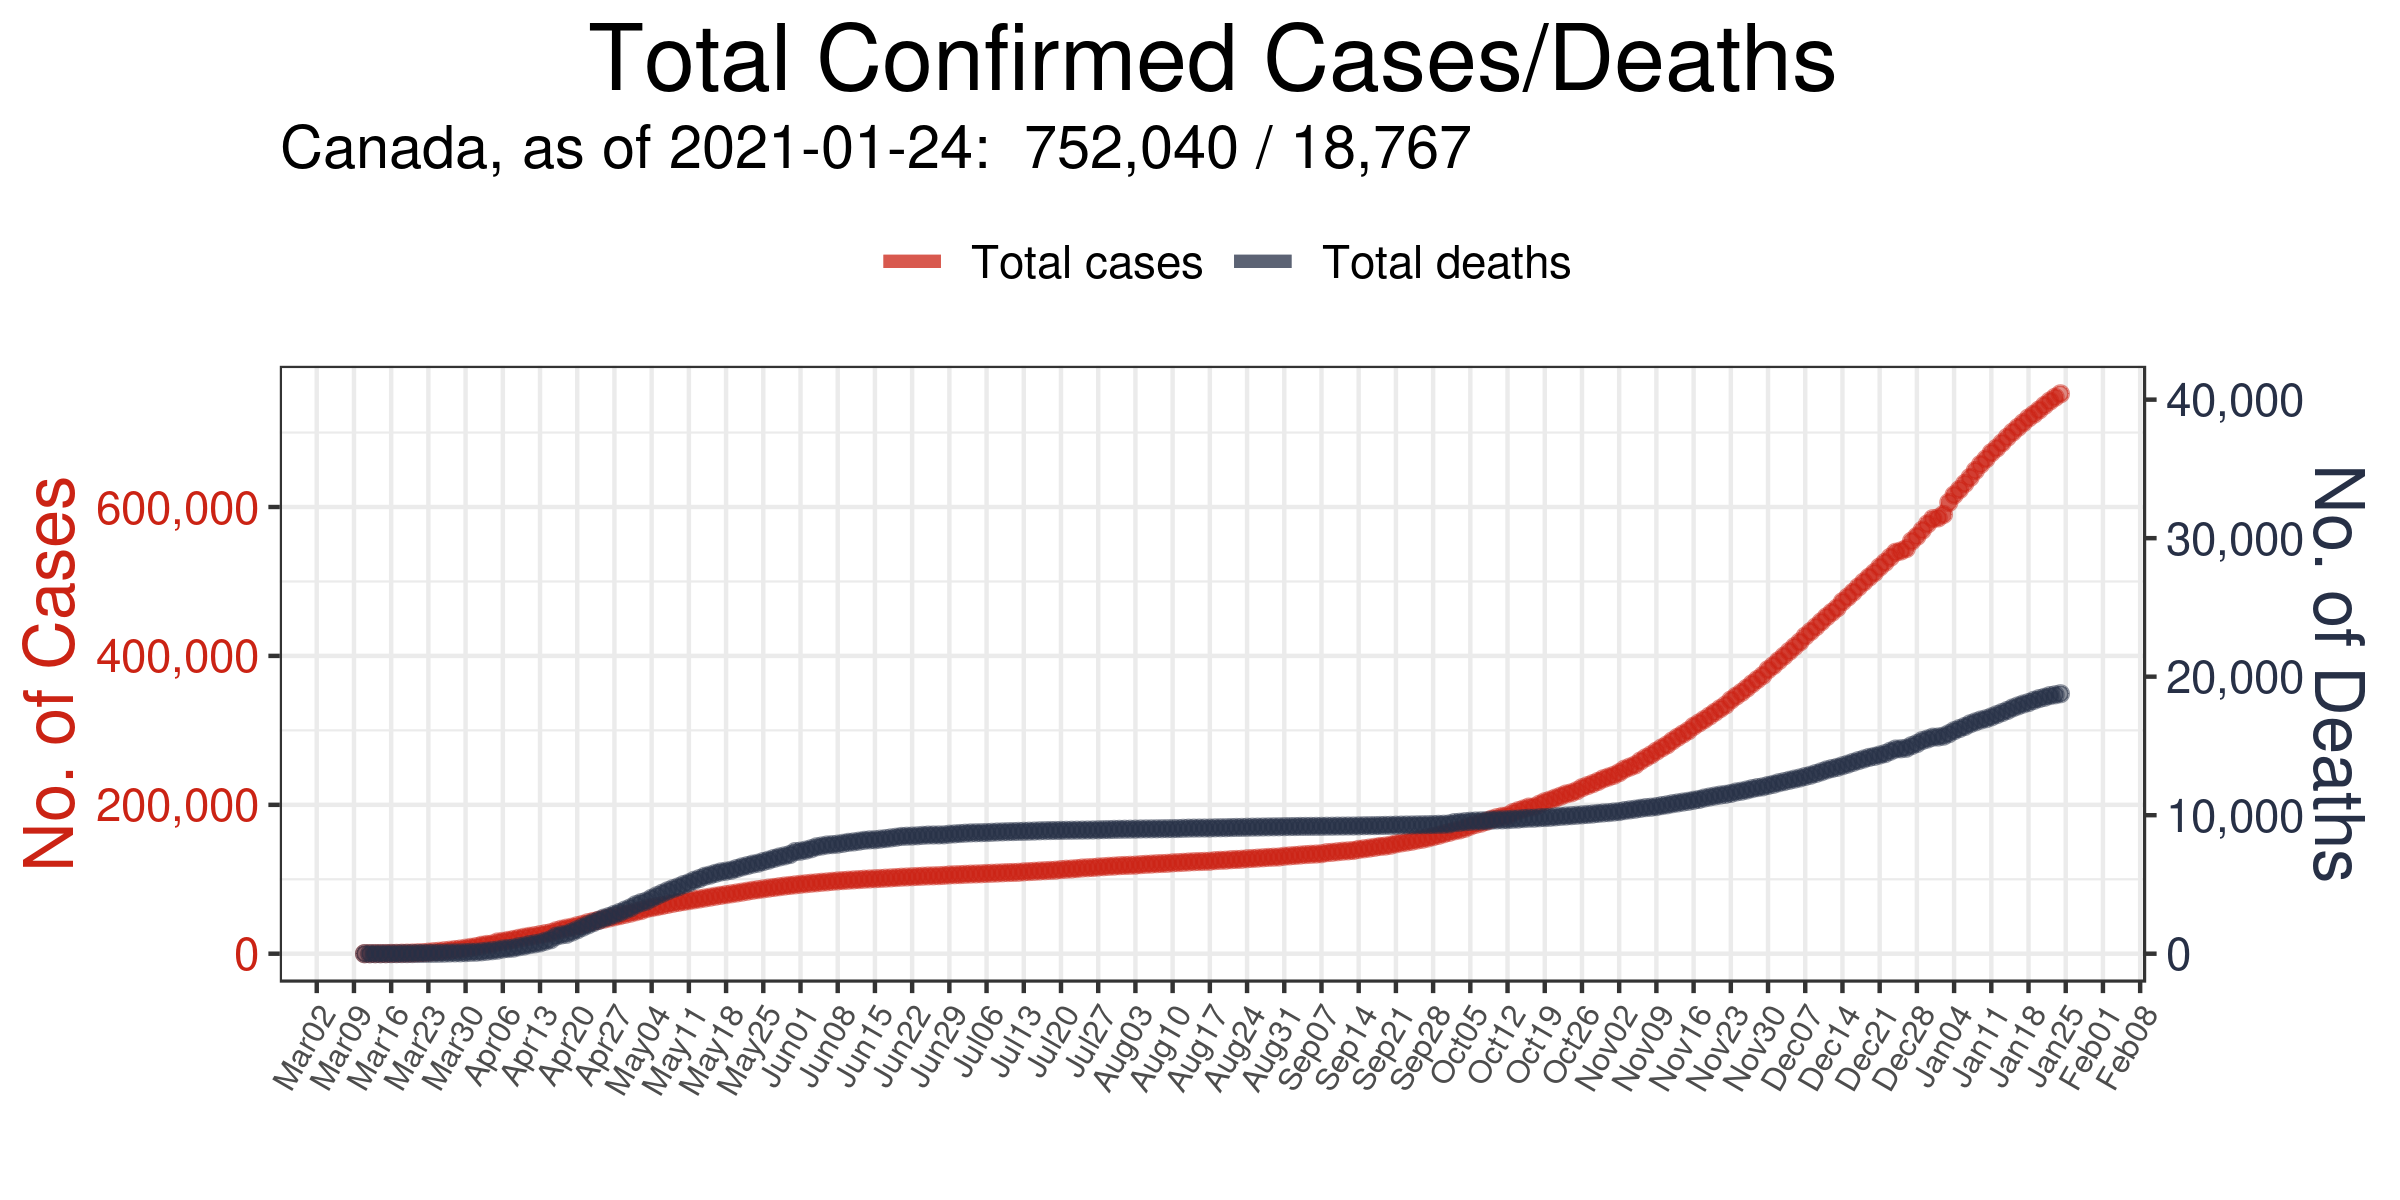 Total Confirmed Cases/Deaths
Canada, as of 2021-01-24:  752,040 / 18,767
Total cases
Total deaths
No. of Cases
600,000
400,000
200,000
0
40,000
30,000
20,000
10,000
0
No. of Deaths
Mar02
Mar09
Mar16
Mar23
Mar30
Apr06
Apr13
Apr20
Apr27
May04
May11
May18
May25
Jun01
Jun08
Jun15
Jun22
Jun29
Jul06
Jul13
Jul20
Jul27
Aug03
Aug10
Aug17
Aug24
Aug31
Sep07
Sep14
Sep21
Sep28
Oct05
Oct12
Oct19
Oct26
Nov02
Nov09
Nov16
Nov23
Nov30
Dec07
Dec14
Dec21
Dec28
Jan04
Jan11
Jan18
Jan25
Feb01
Feb08